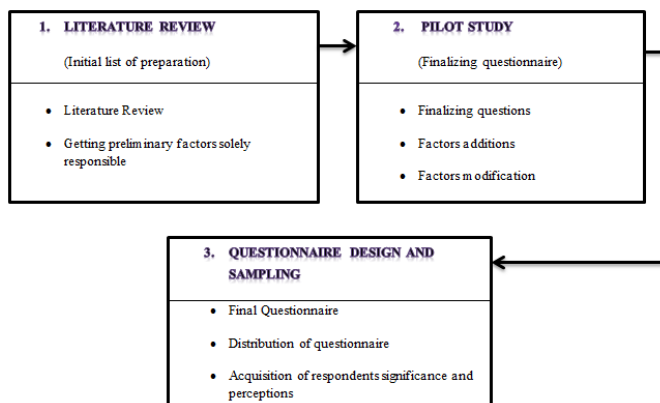 1. LITERATURE REVIEW
(Initial list of preparation)
• Literature Review
• Getting preliminary factors solely
responsible
2. PILOT STUDY
(Finalizing questionnaire)
• Finalizing questions
• Factors additions
• Factors modification
3. QUESTIONNAIRE DESIGN AND
SAMPLING
• Final Questionnaire
• Distribution of questionnaire
• Acquisition of respondents significance and
perceptions